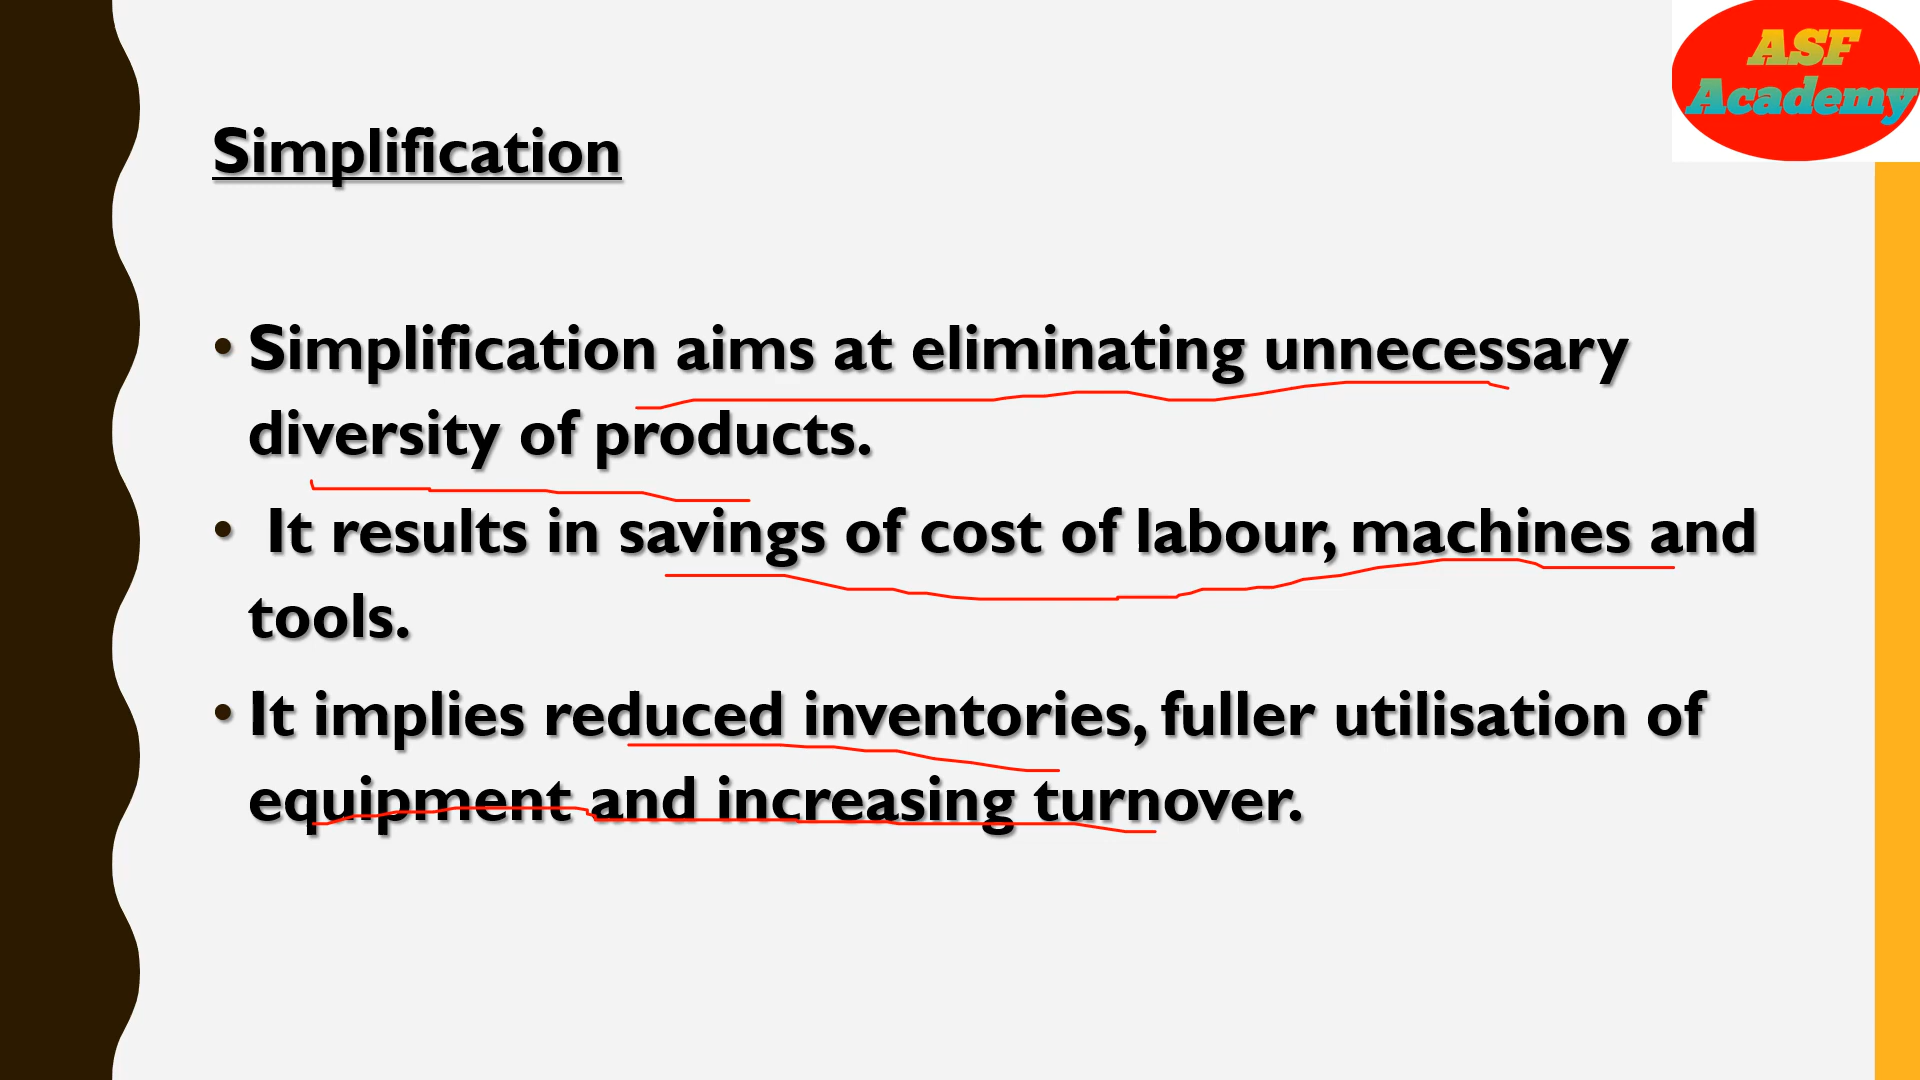 ASF
Academy
Simplification
• Simplification aims at eliminating unnecessary
diversity of products.
• It results in savings of cost of labour, machines and
tools.
• It implies reduced inventories, fuller utilisation of
equipment and increasing turnover.